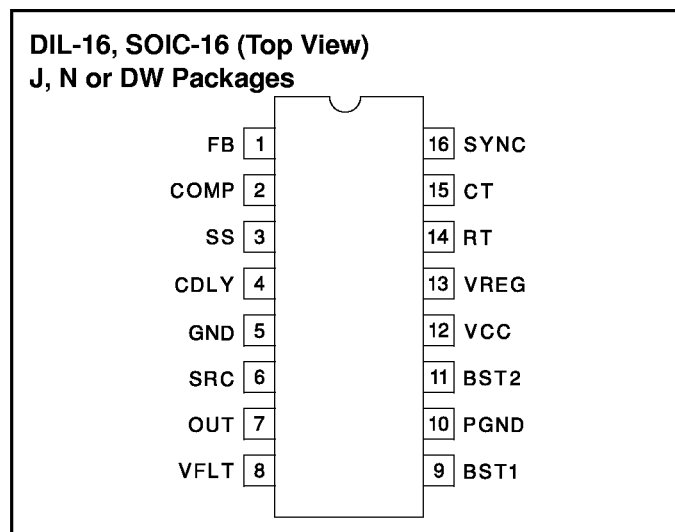 DIL-16, SOIC-16 (Top View)
J, N or DW Packages
FB 1 16 SYNC
COMP 2 15 CT
SS 3 14 RT
CDLY 4 13 VREG
GND 5 12 VCC
SRC 6 11 BST2
OUT 7 10 PGND
VFLT 8 9 BST1